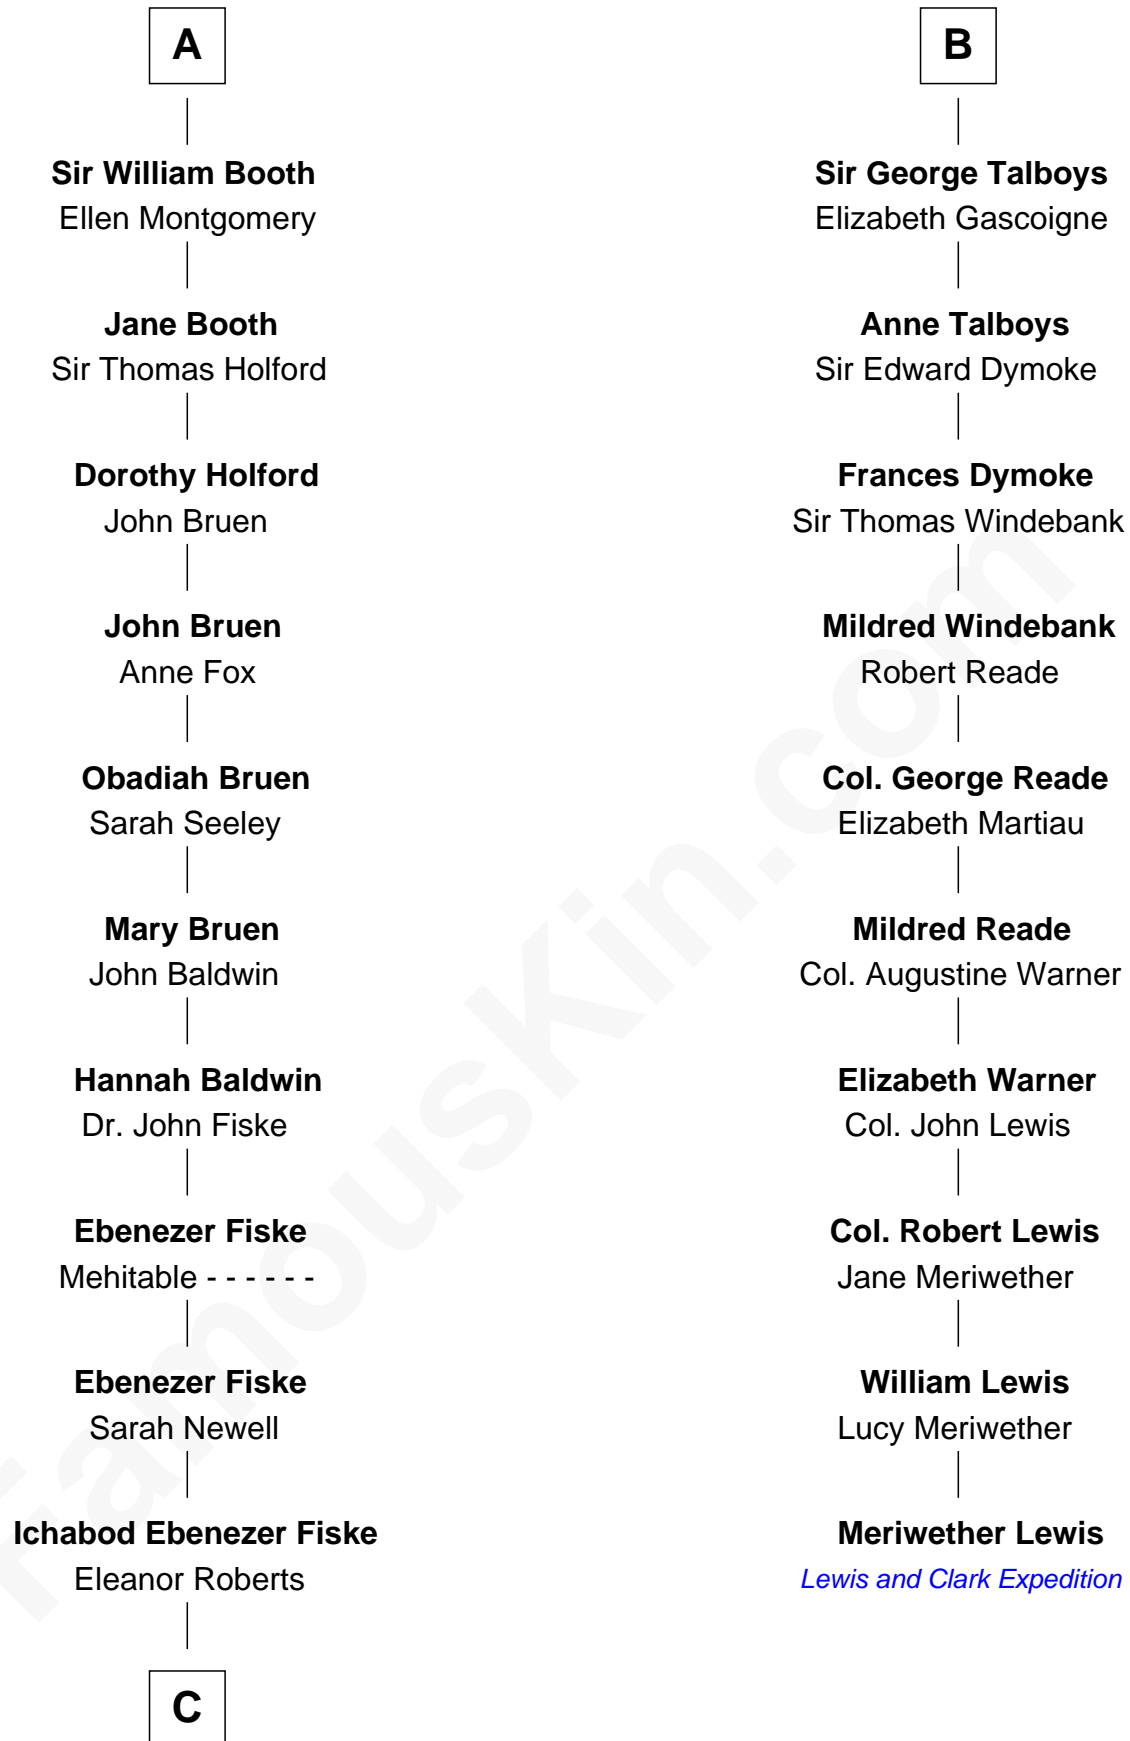 A
Sir William Booth
Ellen Montgomery
Jane Booth
Sir Thomas Holford
Dorothy Holford
John Bruen
John Bruen
Anne Fox
Obadiah Bruen
Sarah Seeley
Mary Bruen
John Baldwin
Hannah Baldwin
Dr. John Fiske
Ebenezer Fiske
Mehitable - - - - - -
Ebenezer Fiske
Sarah Newell
Ichabod Ebenezer Fiske
Eleanor Roberts
C
B
Sir George Talboys
Elizabeth Gascoigne
Anne Talboys
Sir Edward Dymoke
Frances Dymoke
Sir Thomas Windebank
Mildred Windebank
Robert Reade
Col. George Reade
Elizabeth Martiau
Mildred Reade
Col. Augustine Warner
Elizabeth Warner
Col. John Lewis
Col. Robert Lewis
Jane Meriwether
William Lewis
Lucy Meriwether
Meriwether Lewis
Lewis and Clark Expedition
FamousKin.com